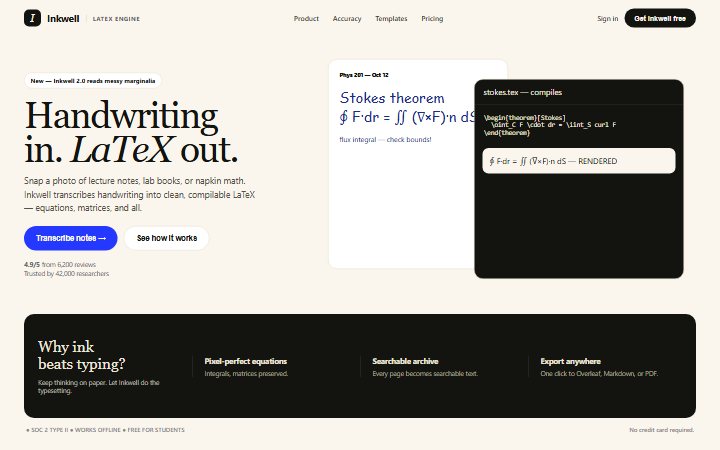 I Inkwell LATEX ENGINE
Product Accuracy Templates Pricing
Sign in Get Inkwell free
New — Inkwell 2.0 reads messy marginalia
Handwriting
in. LaTeX out.
Snap a photo of lecture notes, lab books, or napkin math.
Inkwell transcribes handwriting into clean, compilable LaTeX
— equations, matrices, and all.
Transcribe notes → See how it works
4.9/5 from 6,200 reviews
Trusted by 42,000 researchers
Phys 201 — Oct 12
Stokes theorem
∮ F·dr = ∬ (∇×F)·n dS
flux integral — check bounds!
stokes.tex — compiles
\begin{theorem}[Stokes]
\oint_C F \cdot dr = \iint_S curl F
\end{theorem}
∮ F·dr = ∬ (∇×F)·n dS — RENDERED
Why ink
beats typing?
Keep thinking on paper. Let Inkwell do the
typesetting.
Pixel-perfect equations
Integrals, matrices preserved.
Searchable archive
Every page becomes searchable text.
Export anywhere
One click to Overleaf, Markdown, or PDF.
● SOC 2 TYPE II ● WORKS OFFLINE ● FREE FOR STUDENTS
No credit card required.